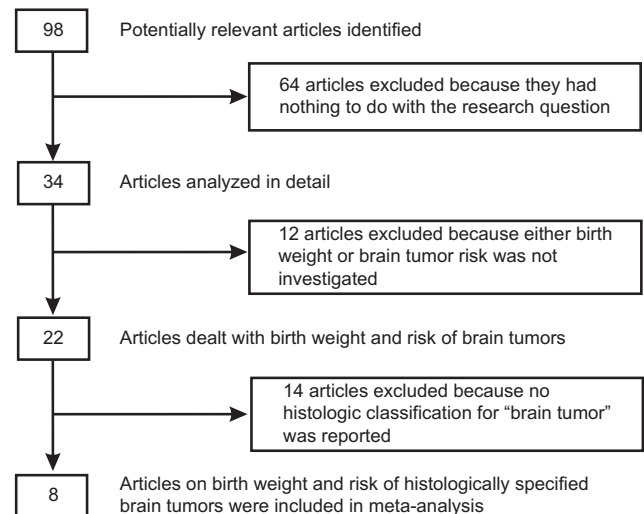 98
Potentially relevant articles identified
64 articles excluded because they had
nothing to do with the research question
34
Articles analyzed in detail
12 articles excluded because either birth
weight or brain tumor risk was not
investigated
22
Articles dealt with birth weight and risk of brain tumors
14 articles excluded because no
histologic classification for “brain tumor”
was reported
8
Articles on birth weight and risk of histologically specified
brain tumors were included in meta-analysis